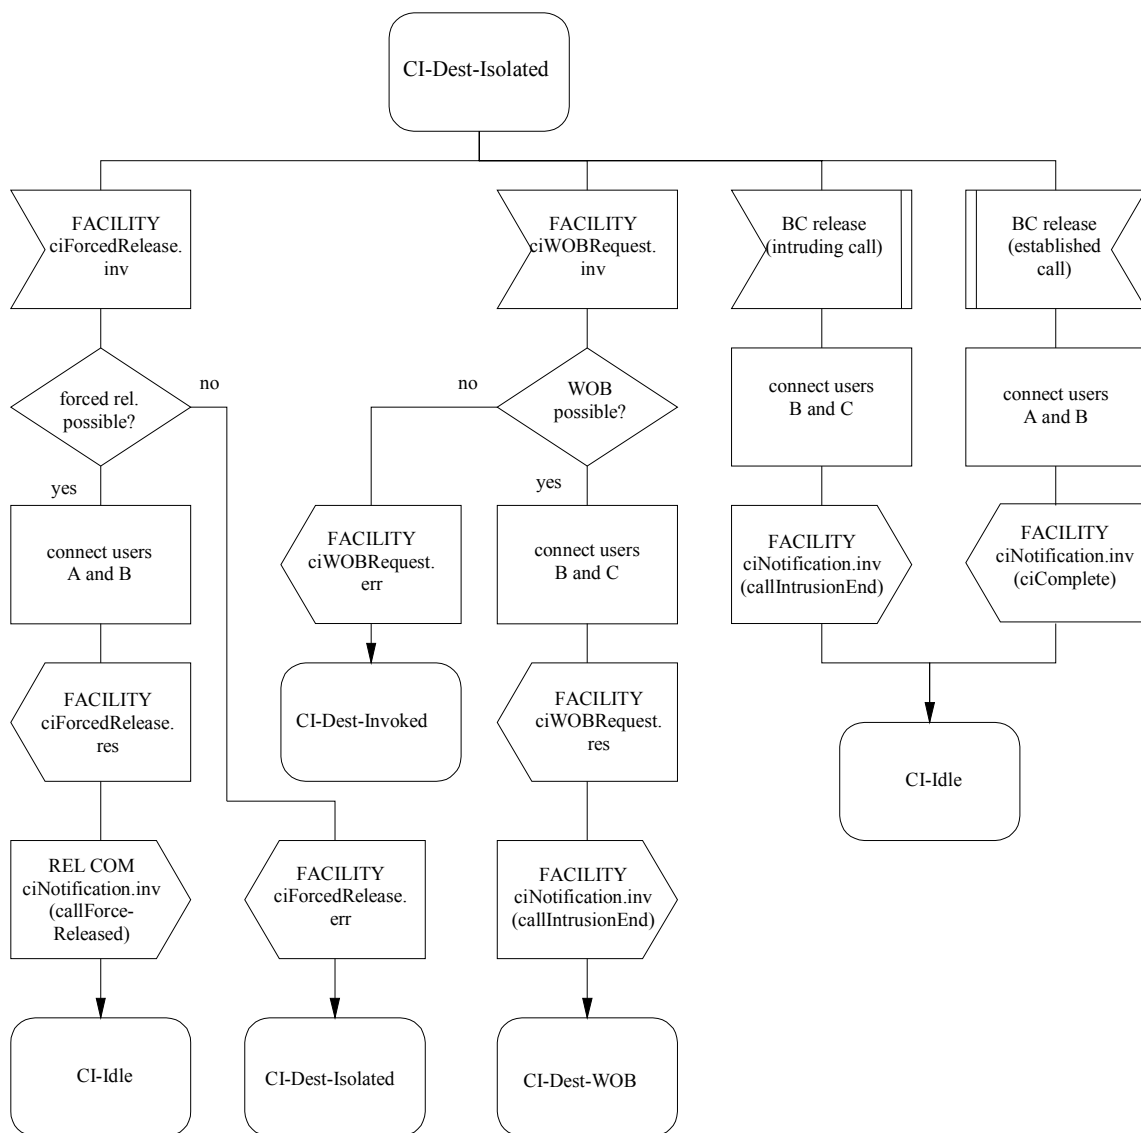 CI-Dest-Isolated
FACILITY
ciForcedRelease.
inv
FACILITY
ciWOBRequest.
inv
BC release
(intruding call)
BC release
(established
call)
forced rel.
possible?
no
yes
no
WOB
possible?
yes
connect users
B and C
connect users
A and B
connect users
A and B
FACILITY
ciWOBRequest.
err
connect users
B and C
FACILITY
ciNotification.inv
(callIntrusionEnd)
FACILITY
ciNotification.inv
(ciComplete)
FACILITY
ciForcedRelease.
res
CI-Dest-Invoked
FACILITY
ciWOBRequest.
res
CI-Idle
REL COM
ciNotification.inv
(callForce-
Released)
FACILITY
ciForcedRelease.
err
FACILITY
ciNotification.inv
(callIntrusionEnd)
CI-Idle
CI-Dest-Isolated
CI-Dest-WOB